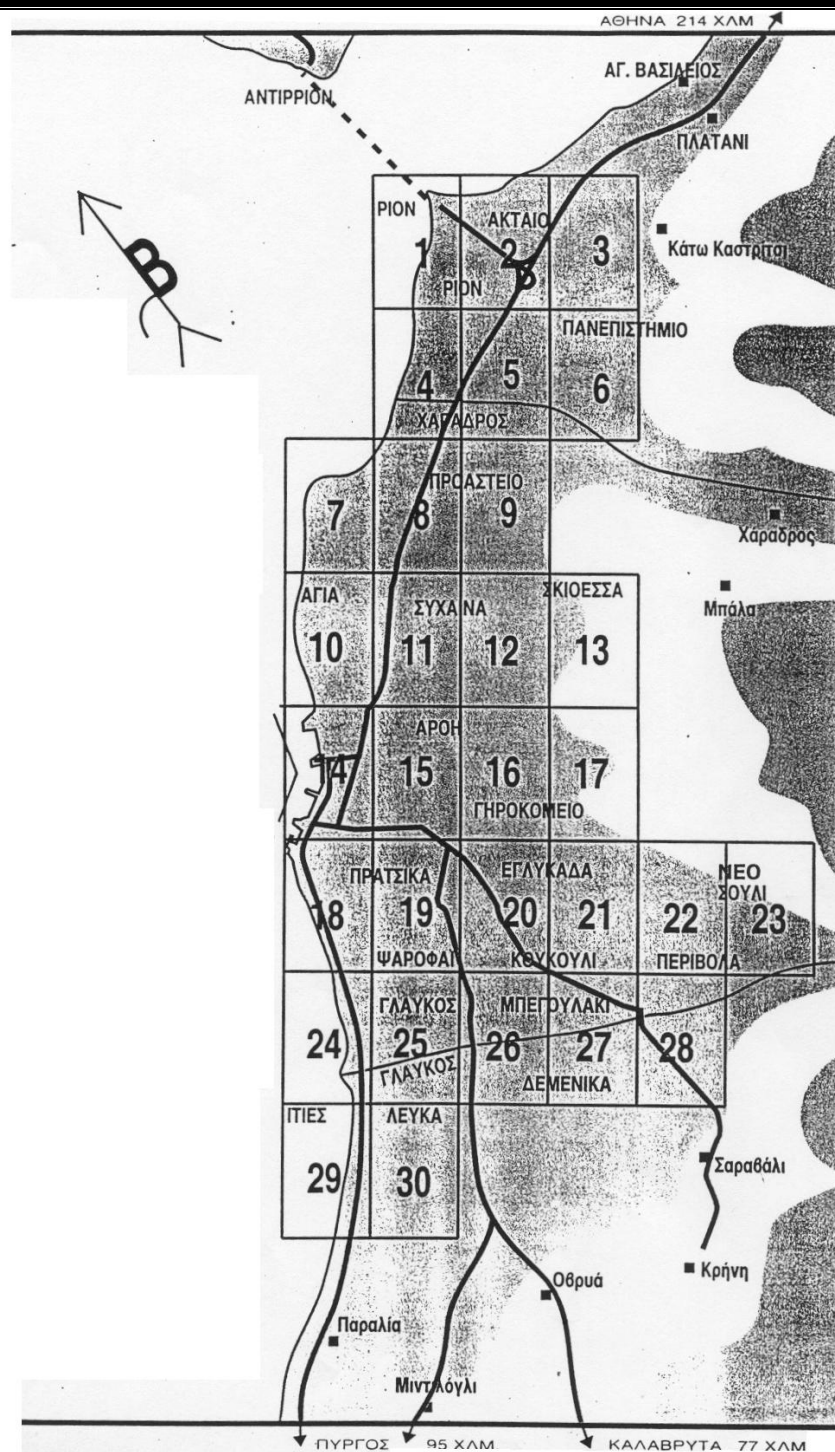 ΑΘΗΝΑ 214 ΧΛΜ
ΑΓ. ΒΑΣΙΛΕΙΟΣ
ΑΝΤΙΡΡΙΟΝ
ΠΛΑΤΑΝΙ
Β
ΡΙΟΝ
ΑΚΤΑΙΟ
Κάτω Καστρίτσι
1 2 3
ΡΙΟΝ
ΠΑΝΕΠΙΣΤΗΜΙΟ
4 5 6
ΧΑΡΑΔΡΟΣ
ΠΡΟΑΣΤΕΙΟ
7 8 9
Χάραδρος
ΑΓΙΑ
ΣΥΧΑΙΝΑ
ΣΚΙΟΕΣΣΑ
Μπάλα
10 11 12 13
ΑΡΟΗ
14 15 16 17
ΓΗΡΟΚΟΜΕΙΟ
ΠΡΑΤΣΙΚΑ
ΕΓΛΥΚΑΔΑ
ΝΕΟ
ΣΟΥΛΙ
18 19 20 21 22 23
ΨΑΡΟΦΑΙ
ΚΟΥΚΟΥΛΙ
ΠΕΡΙΒΟΛΑ
ΓΛΑΥΚΟΣ
ΜΠΕΓΟΥΛΑΚΙ
24 25 26 27 28
ΓΛΑΥΚΟΣ
ΔΕΜΕΝΙΚΑ
ΙΤΙΕΣ
ΛΕΥΚΑ
29 30
Σαραβάλι
Κρήνη
Οβρυά
Παραλία
Μιντιλόγλι
ΠΥΡΓΟΣ 95 ΧΛΜ.
ΚΑΛΑΒΡΥΤΑ 77 ΧΛΜ